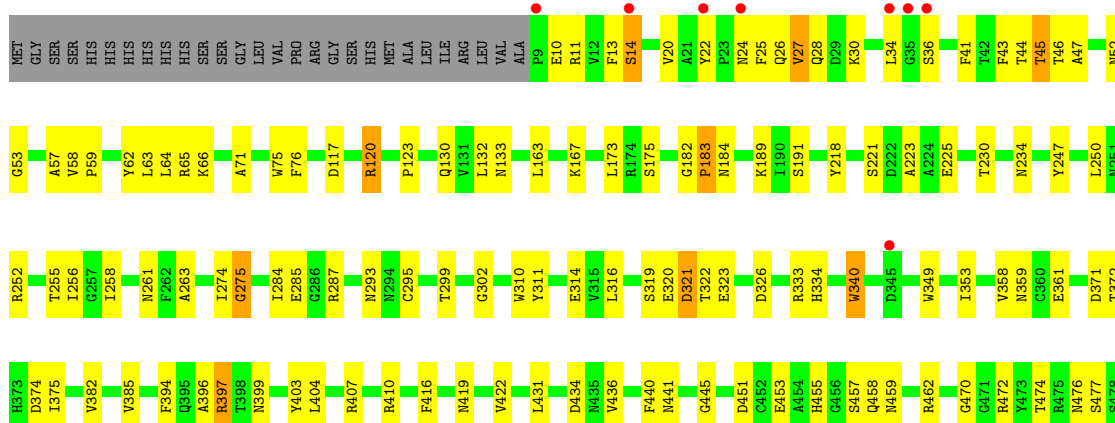 MET GLY SER SER HIS HIS HIS HIS HIS HIS SER SER GLY LEU VAL PRO ARG GLY SER HIS MET ALA LEU ILE ARG LEU VAL ALA P9 E10 R11 V12 F13 S14 V20 A21 Y22 P23 N24 F25 Q26 V27 Q28 D29 K30 L34 G35 S36 F41 T42 F43 T44 T45 T46 A47 N52
G53 A57 V58 P59 Y62 L63 L64 R65 K66 A71 W75 F76 D117 R120 P123 Q130 V131 L132 N133 L163 K167 L173 R174 S175 G182 P183 N184 K189 I190 S191 Y218 S221 D222 A223 A224 E225 T230 N234 Y247 L250 N251
R252 T255 I256 G257 I258 N261 F262 A263 I274 G275 I284 E285 G286 R287 N293 N294 C295 T299 G302 W310 Y311 E314 V315 L316 S319 E320 D321 T322 E323 D326 R333 H334 W340 D345 W349 I353 V358 N359 C360 E361 D371 T372
H373 D374 I375 V382 V385 F394 Q395 A396 R397 T398 N399 Y403 L404 R407 R410 F416 N419 V422 L431 D434 N435 V436 F440 N441 G445 D451 C452 E453 A454 H455 G456 S457 Q458 N459 R462 G470 G471 R472 Y473 T474 R475 N476 S477 S478